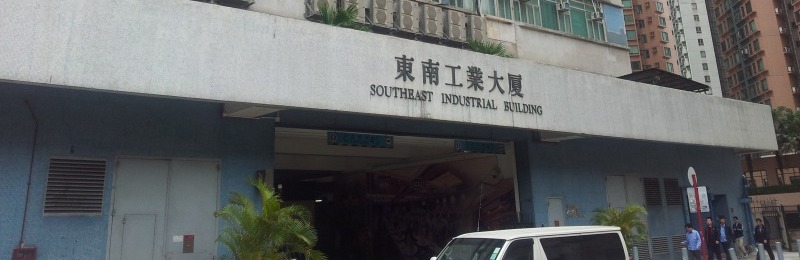 東南工業大厦
SOUTHEAST INDUSTRIAL BUILDING